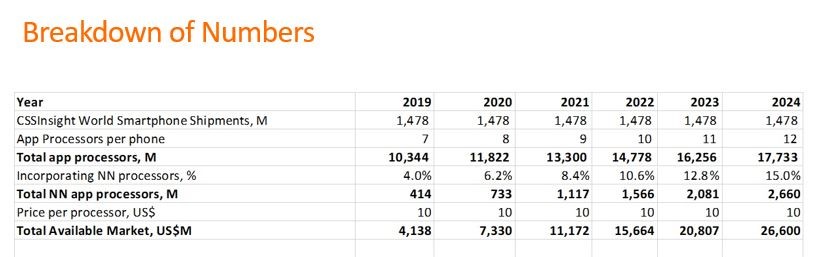 Breakdown of Numbers
Year 2019 2020 2021 2022 2023 2024
CSSInsight World Smartphone Shipments, M 1,478 1,478 1,478 1,478 1,478 1,478
App Processors per phone 7 8 9 10 11 12
Total app processors, M 10,344 11,822 13,300 14,778 16,256 17,733
Incorporating NN processors, % 4.0% 6.2% 8.4% 10.6% 12.8% 15.0%
Total NN app processors, M 414 733 1,117 1,566 2,081 2,660
Price per processor, US$ 10 10 10 10 10 10
Total Available Market, US$M 4,138 7,330 11,172 15,664 20,807 26,600